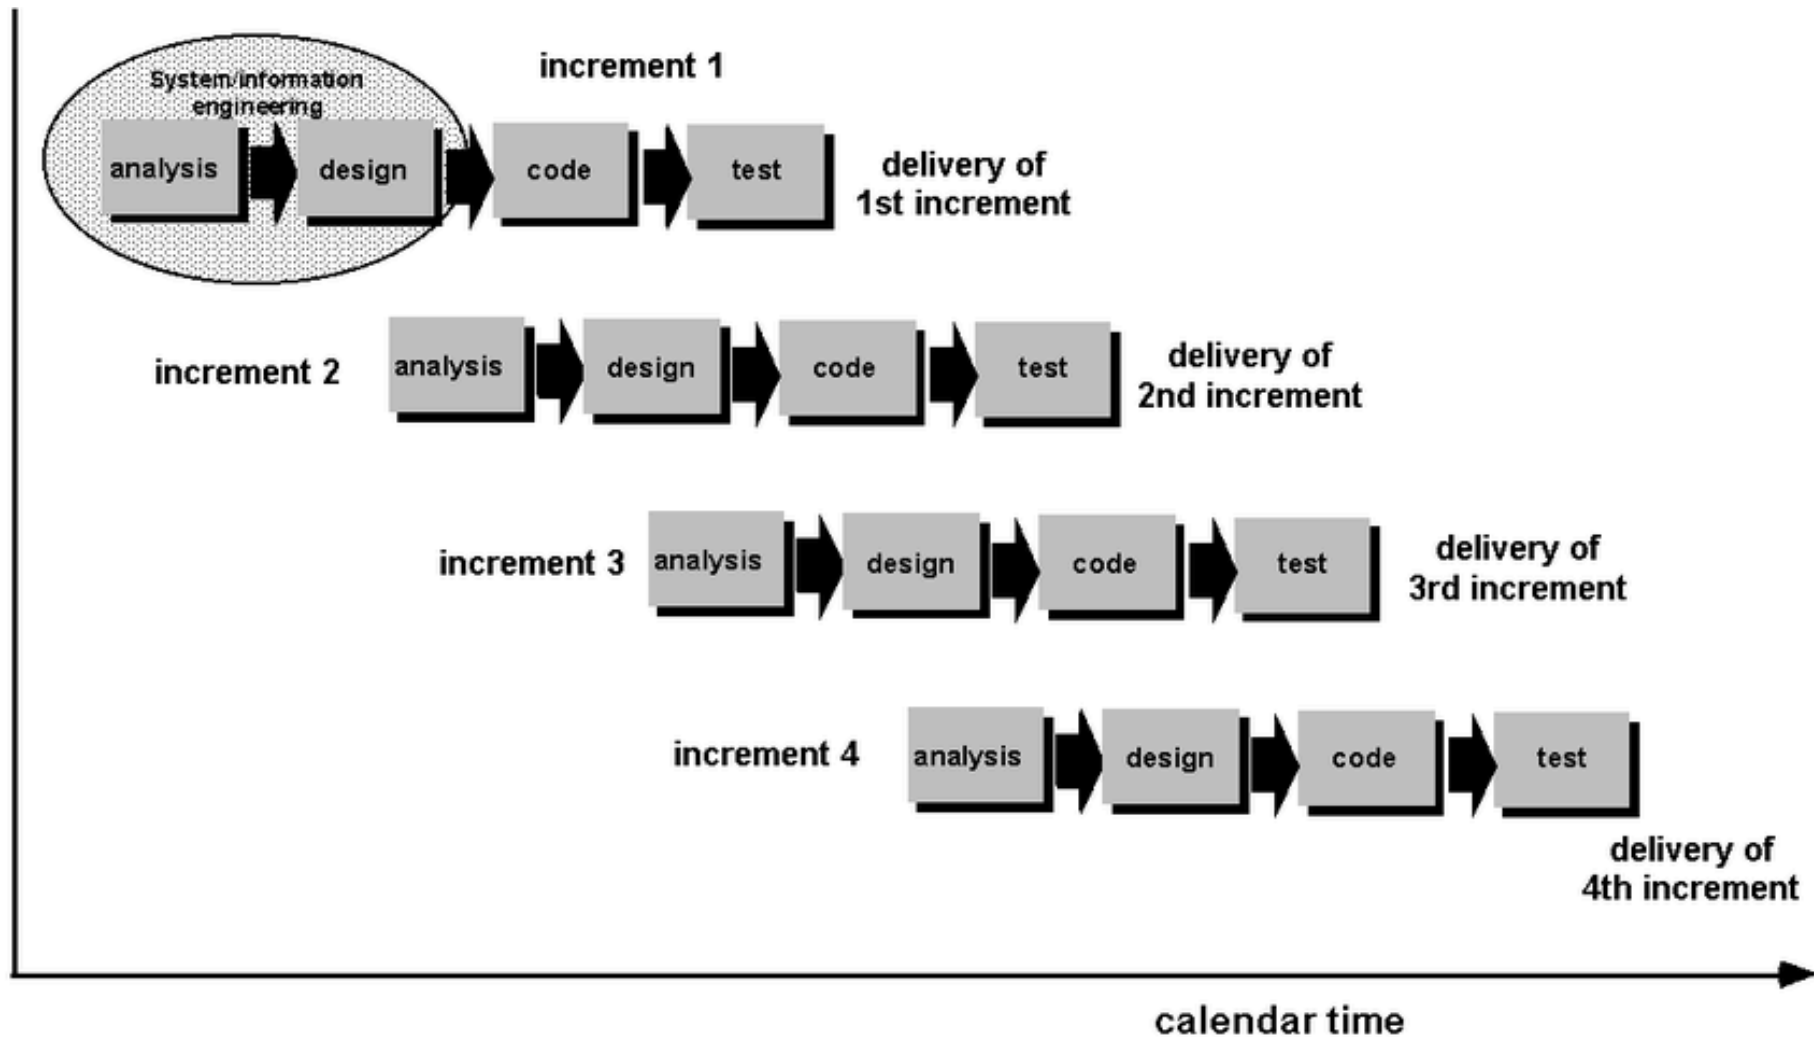 increment 1
System/information
engineering
analysis
design
code
test
delivery of
1st increment
increment 2
analysis
design
code
test
delivery of
2nd increment
increment 3
analysis
design
code
test
delivery of
3rd increment
increment 4
analysis
design
code
test
delivery of
4th increment
calendar time